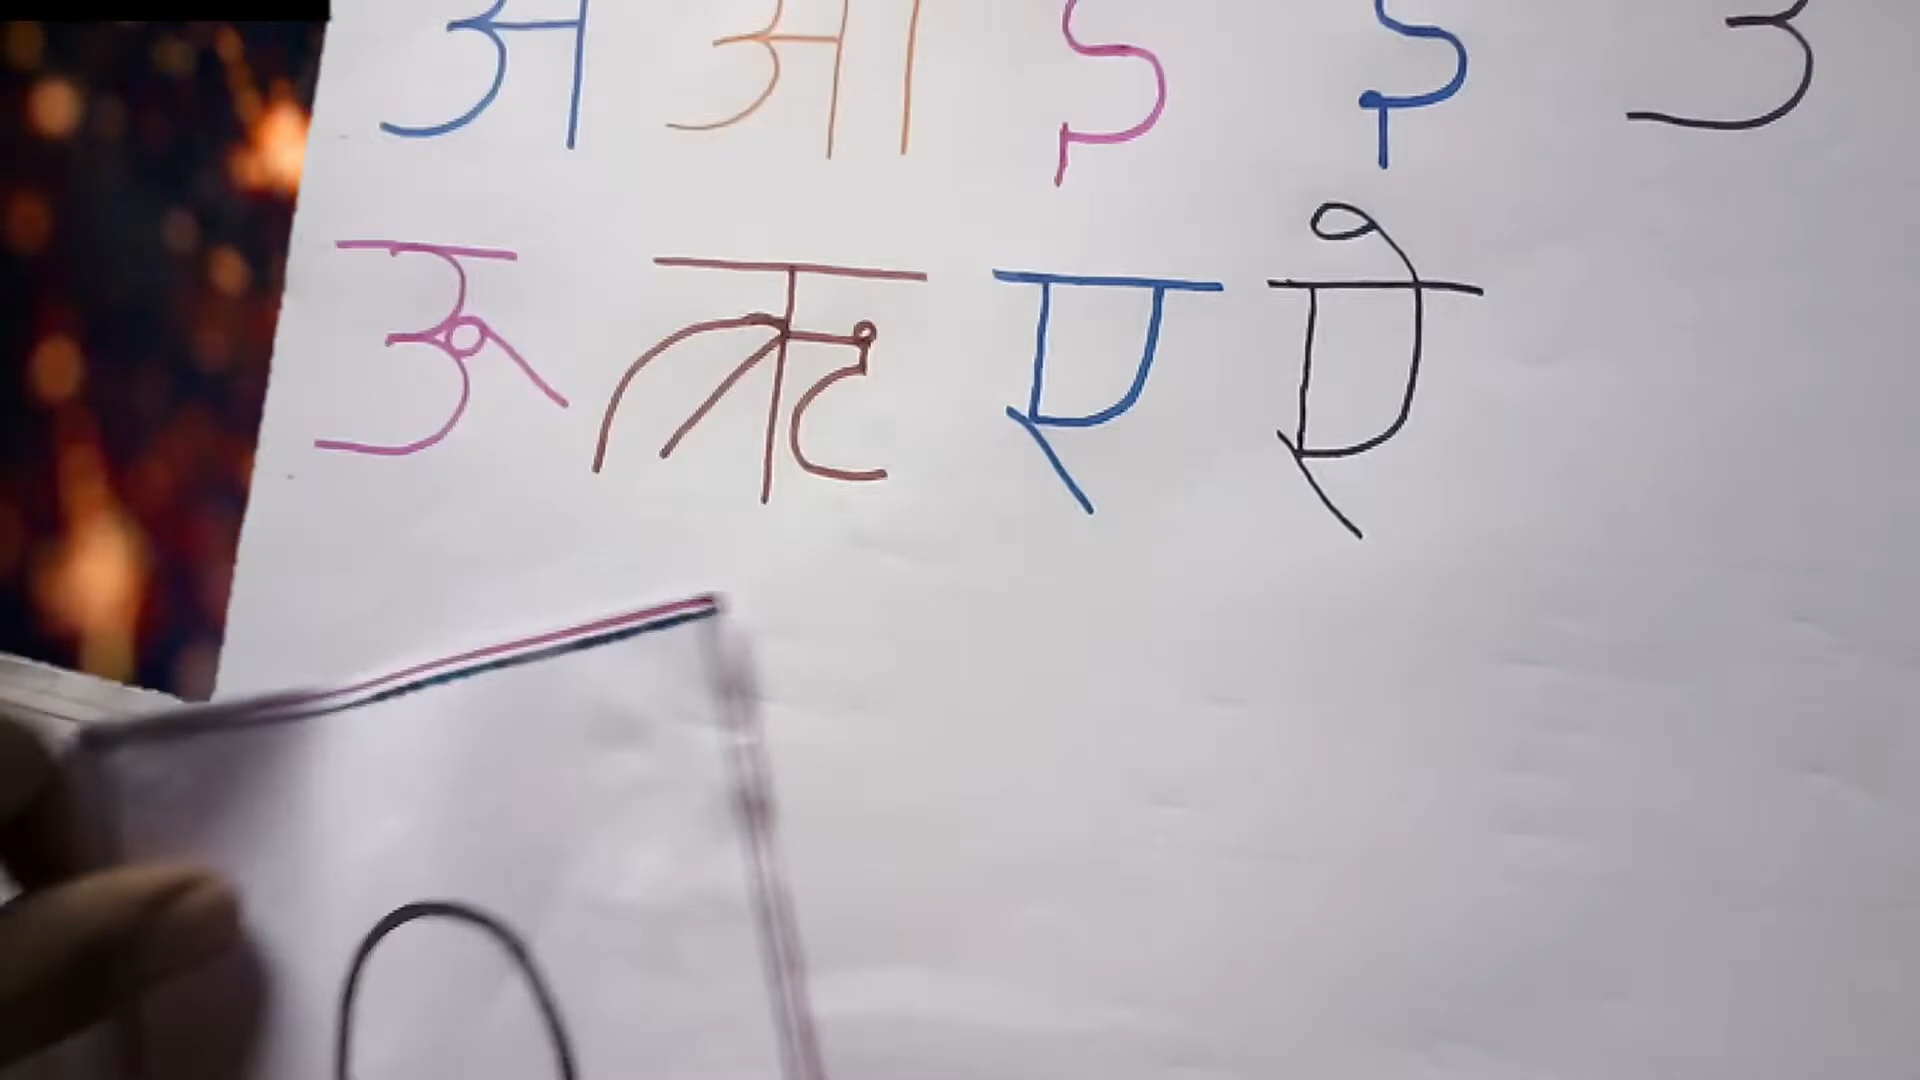 अ आ इ ई उ
ऊ ऋ ए ऐ